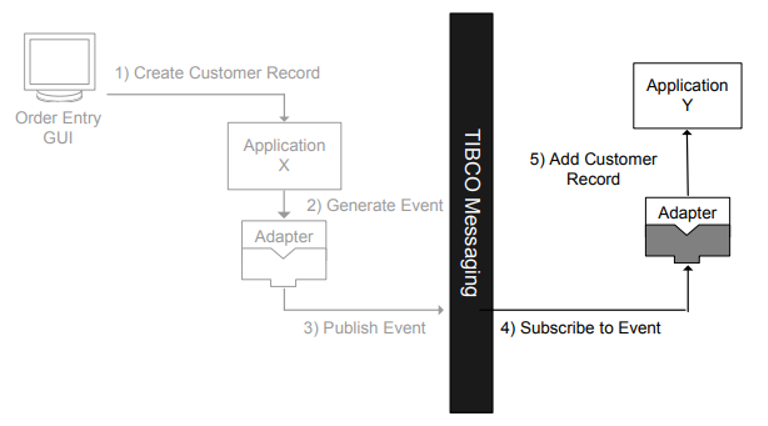 1) Create Customer Record
Order Entry
GUI
Application
X
2) Generate Event
Adapter
3) Publish Event
TIBCO Messaging
4) Subscribe to Event
Application
Y
5) Add Customer
Record
Adapter